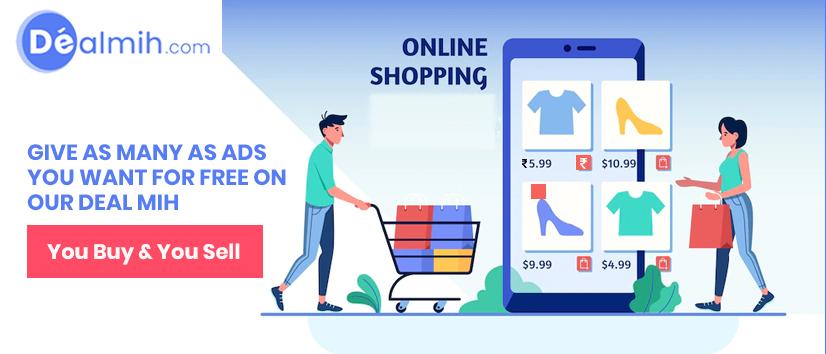 Déalmih.com
ONLINE
SHOPPING
GIVE AS MANY AS ADS
YOU WANT FOR FREE ON
OUR DEAL MIH
You Buy & You Sell
₹5.99 ₹ $10.99
$9.99 $4.99